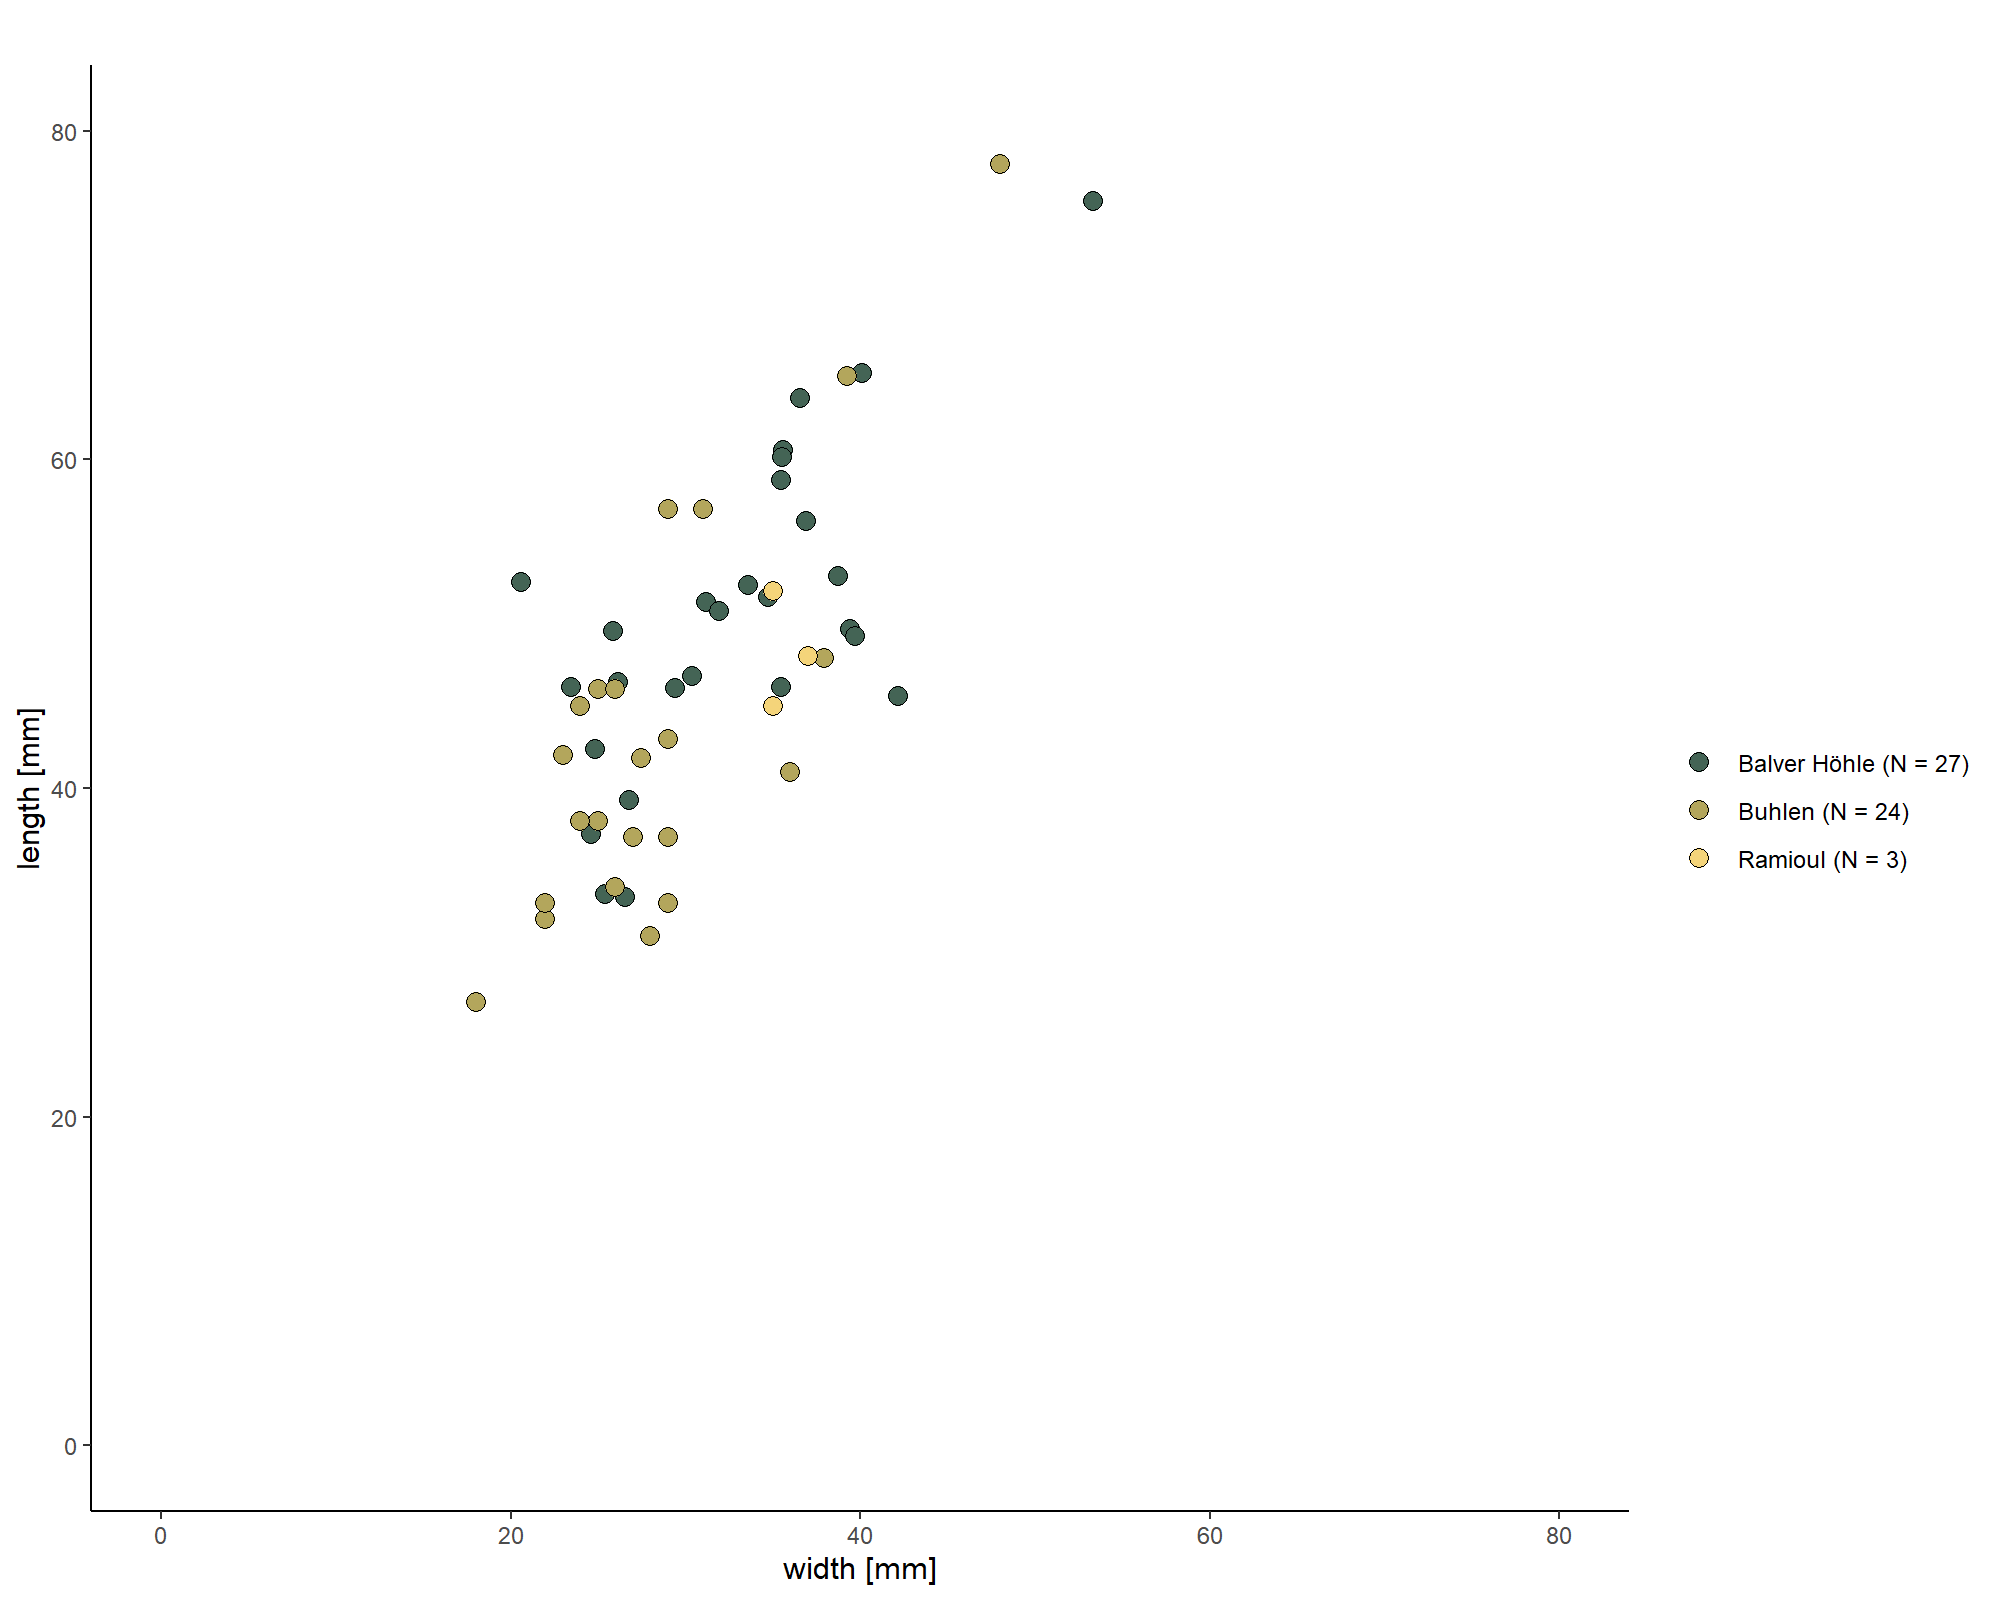 80
60
40
20
0
length [mm]
0 20 40 60 80
width [mm]
Balver Höhle (N = 27)
Buhlen (N = 24)
Ramioul (N = 3)